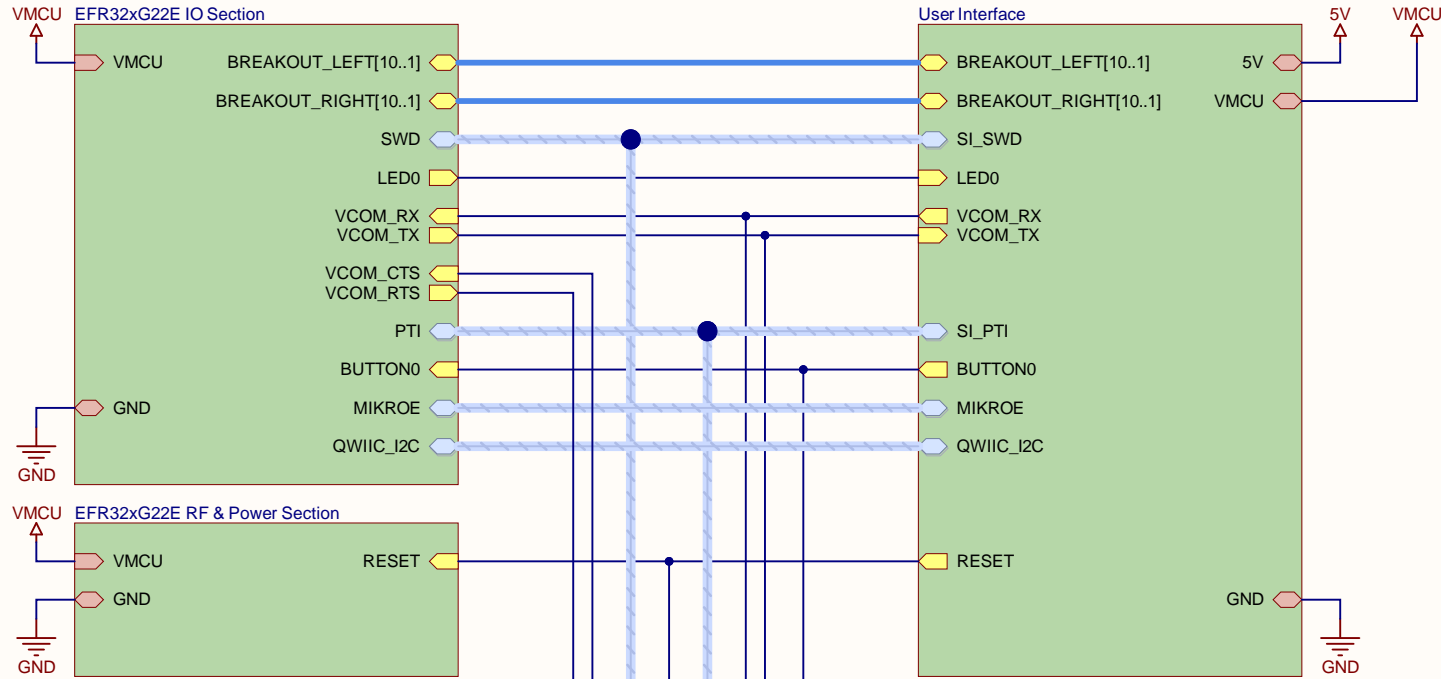 VMCU
EFR32xG22E IO Section
User Interface
5V
VMCU
VMCU
BREAKOUT_LEFT[10..1]
BREAKOUT_LEFT[10..1]
5V
BREAKOUT_RIGHT[10..1]
BREAKOUT_RIGHT[10..1]
VMCU
SWD
SI_SWD
LED0
LED0
VCOM_RX
VCOM_RX
VCOM_TX
VCOM_TX
VCOM_CTS
VCOM_RTS
PTI
SI_PTI
BUTTON0
BUTTON0
GND
MIKROE
MIKROE
QWIIC_I2C
QWIIC_I2C
GND
VMCU
EFR32xG22E RF & Power Section
VMCU
RESET
RESET
GND
GND
GND
GND